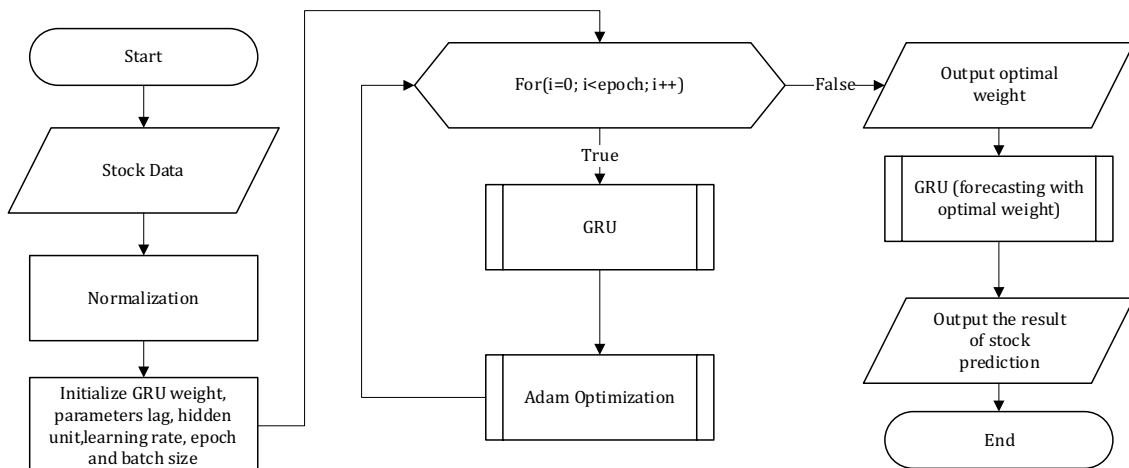 Start
Stock Data
Normalization
Initialize GRU weight,
parameters lag, hidden
unit,learning rate, epoch
and batch size
For(i=0; i<epoch; i++)
True
GRU
Adam Optimization
False
Output optimal
weight
GRU (forecasting with
optimal weight)
Output the result
of stock
prediction
End